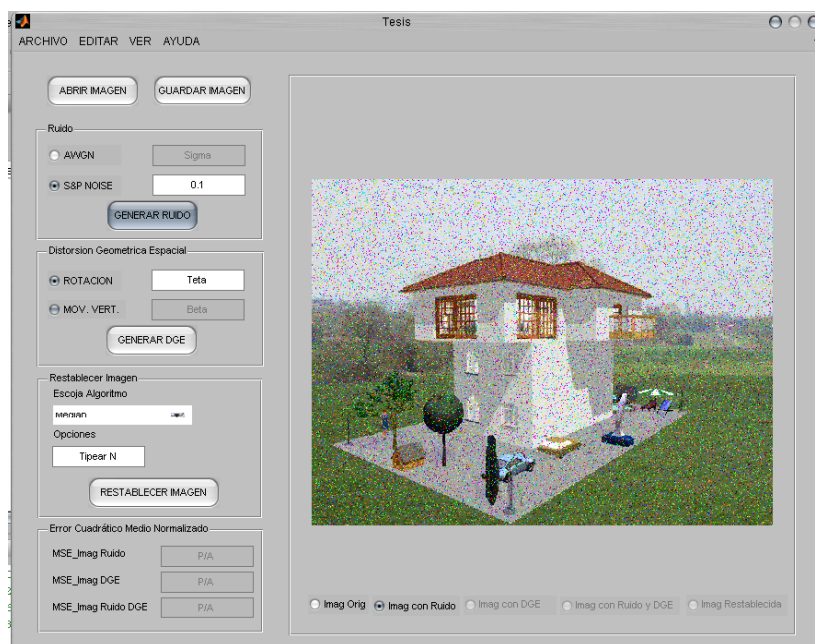 Tesis
ARCHIVO EDITAR VER AYUDA
ABRIR IMAGEN GUARDAR IMAGEN
Ruido
AWGN Sigma
S&P NOISE 0.1
GENERAR RUIDO
Distorsion Geometrica Espacial
ROTACION Teta
MOV. VERT. Beta
GENERAR DGE
Restablecer Imagen
Escoja Algoritmo
Median
Opciones
Tipear N
RESTABLECER IMAGEN
Error Cuadrático Medio Normalizado
MSE_Imag Ruido P/A
MSE_Imag DGE P/A
MSE_Imag Ruido DGE P/A
Imag Orig Imag con Ruido Imag con DGE Imag con Ruido y DGE Imag Restablecida